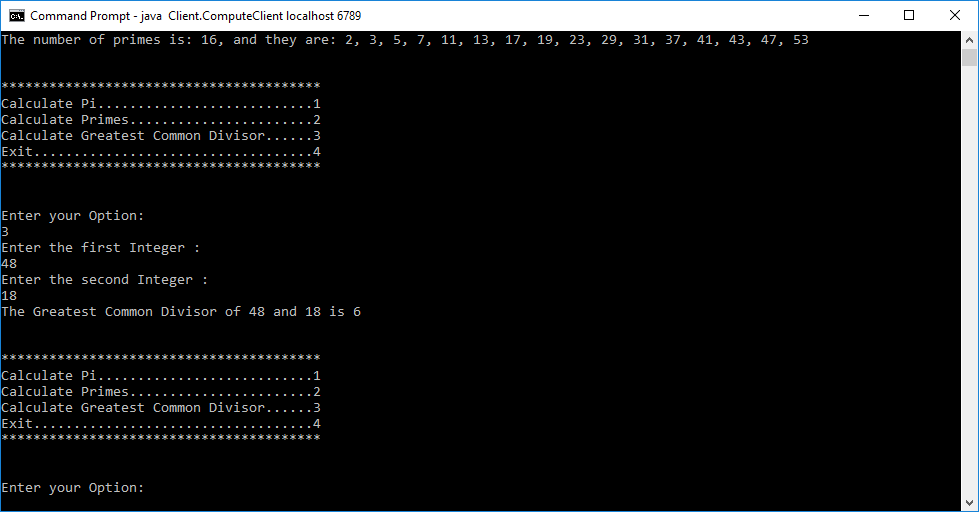 Command Prompt - java  Client.ComputeClient localhost 6789
The number of primes is: 16, and they are: 2, 3, 5, 7, 11, 13, 17, 19, 23, 29, 31, 37, 41, 43, 47, 53
****************************************
Calculate Pi...........................1
Calculate Primes.......................2
Calculate Greatest Common Divisor......3
Exit...................................4
****************************************
Enter your Option:
3
Enter the first Integer :
48
Enter the second Integer :
18
The Greatest Common Divisor of 48 and 18 is 6
****************************************
Calculate Pi...........................1
Calculate Primes.......................2
Calculate Greatest Common Divisor......3
Exit...................................4
****************************************
Enter your Option: